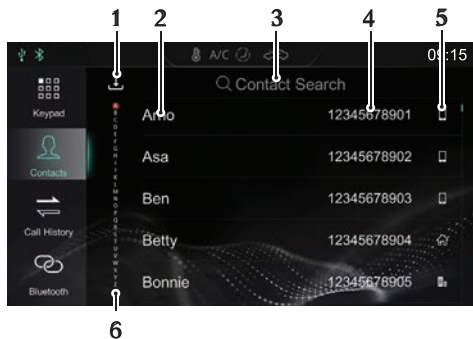 1 2 3 4 5
A/C 09:15
Contact Search
Keypad
Arno 12345678901
Contacts
Asa 12345678902
Ben 12345678903
Call History
Betty 12345678904
Bluetooth
Bonnie 12345678905
A
B
C
D
E
F
G
H
I
J
K
L
M
N
O
P
Q
R
S
T
U
V
W
X
Y
Z
6